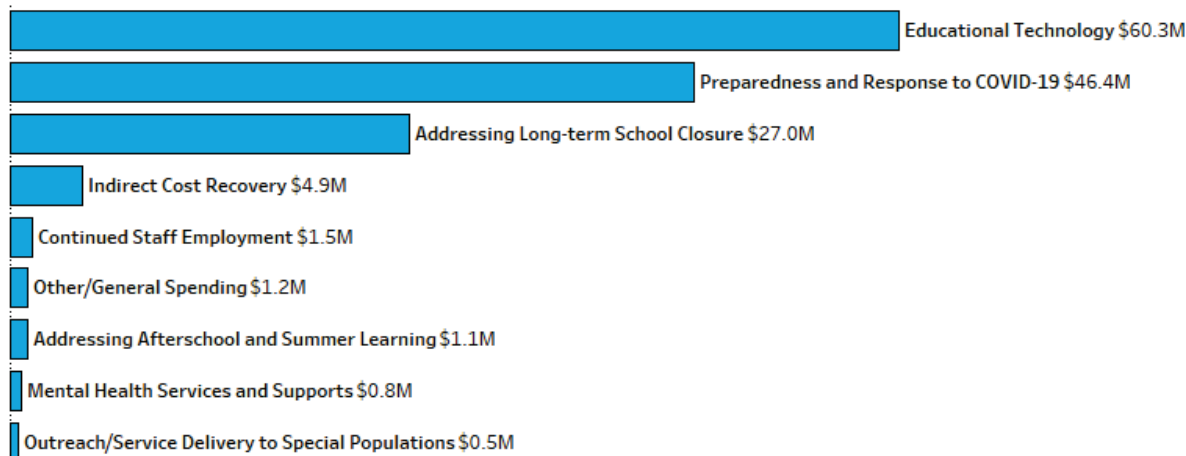 Educational Technology $60.3M
Preparedness and Response to COVID-19 $46.4M
Addressing Long-term School Closure $27.0M
Indirect Cost Recovery $4.9M
Continued Staff Employment $1.5M
Other/General Spending $1.2M
Addressing Afterschool and Summer Learning $1.1M
Mental Health Services and Supports $0.8M
Outreach/Service Delivery to Special Populations $0.5M